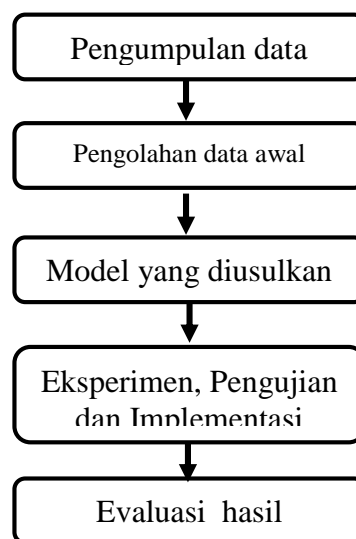 Pengumpulan data
Pengolahan data awal
Model yang diusulkan
Eksperimen, Pengujian
dan Implementasi
Evaluasi hasil